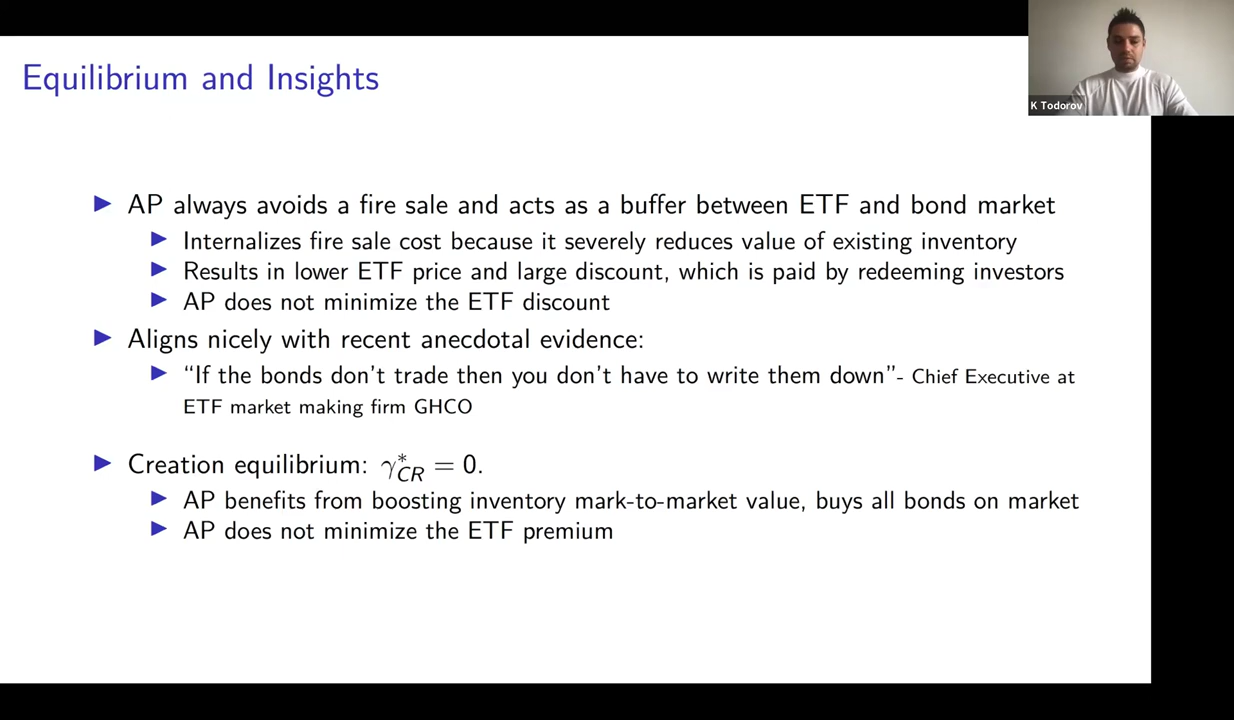 Equilibrium and Insights
K Todorov
▶ AP always avoids a fire sale and acts as a buffer between ETF and bond market
▶ Internalizes fire sale cost because it severely reduces value of existing inventory
▶ Results in lower ETF price and large discount, which is paid by redeeming investors
▶ AP does not minimize the ETF discount
▶ Aligns nicely with recent anecdotal evidence:
▶ “If the bonds don’t trade then you don’t have to write them down”- Chief Executive at
ETF market making firm GHCO
▶ Creation equilibrium: γ*CR = 0.
▶ AP benefits from boosting inventory mark-to-market value, buys all bonds on market
▶ AP does not minimize the ETF premium